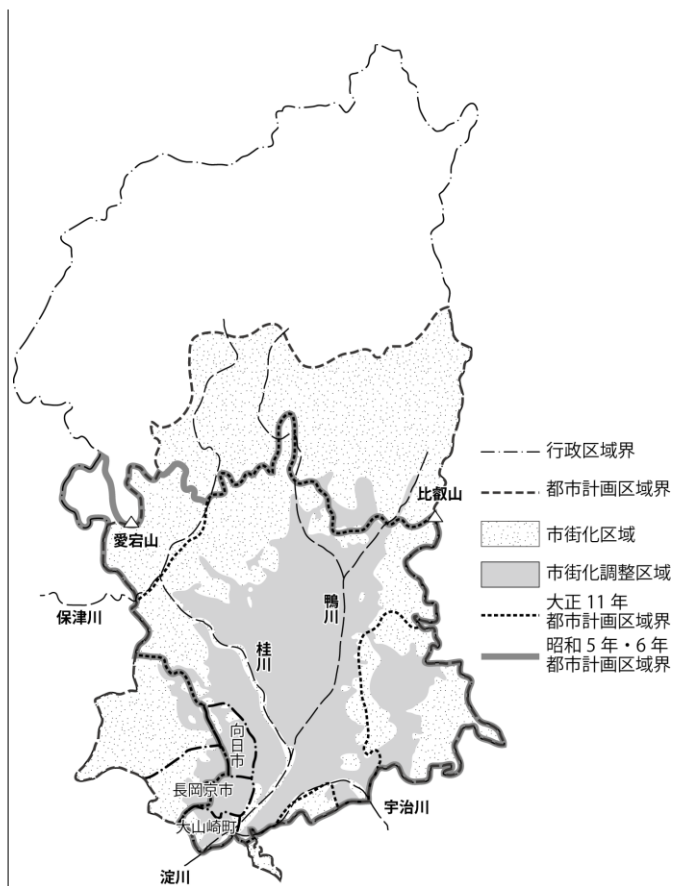 行政区域界
都市計画区域界
比叡山
市街化区域
愛宕山
市街化調整区域
大正 11 年
都市計画区域界
鴨川
保津川
昭和 5 年・6 年
都市計画区域界
桂川
向日市
長岡京市
宇治川
大山崎町
淀川